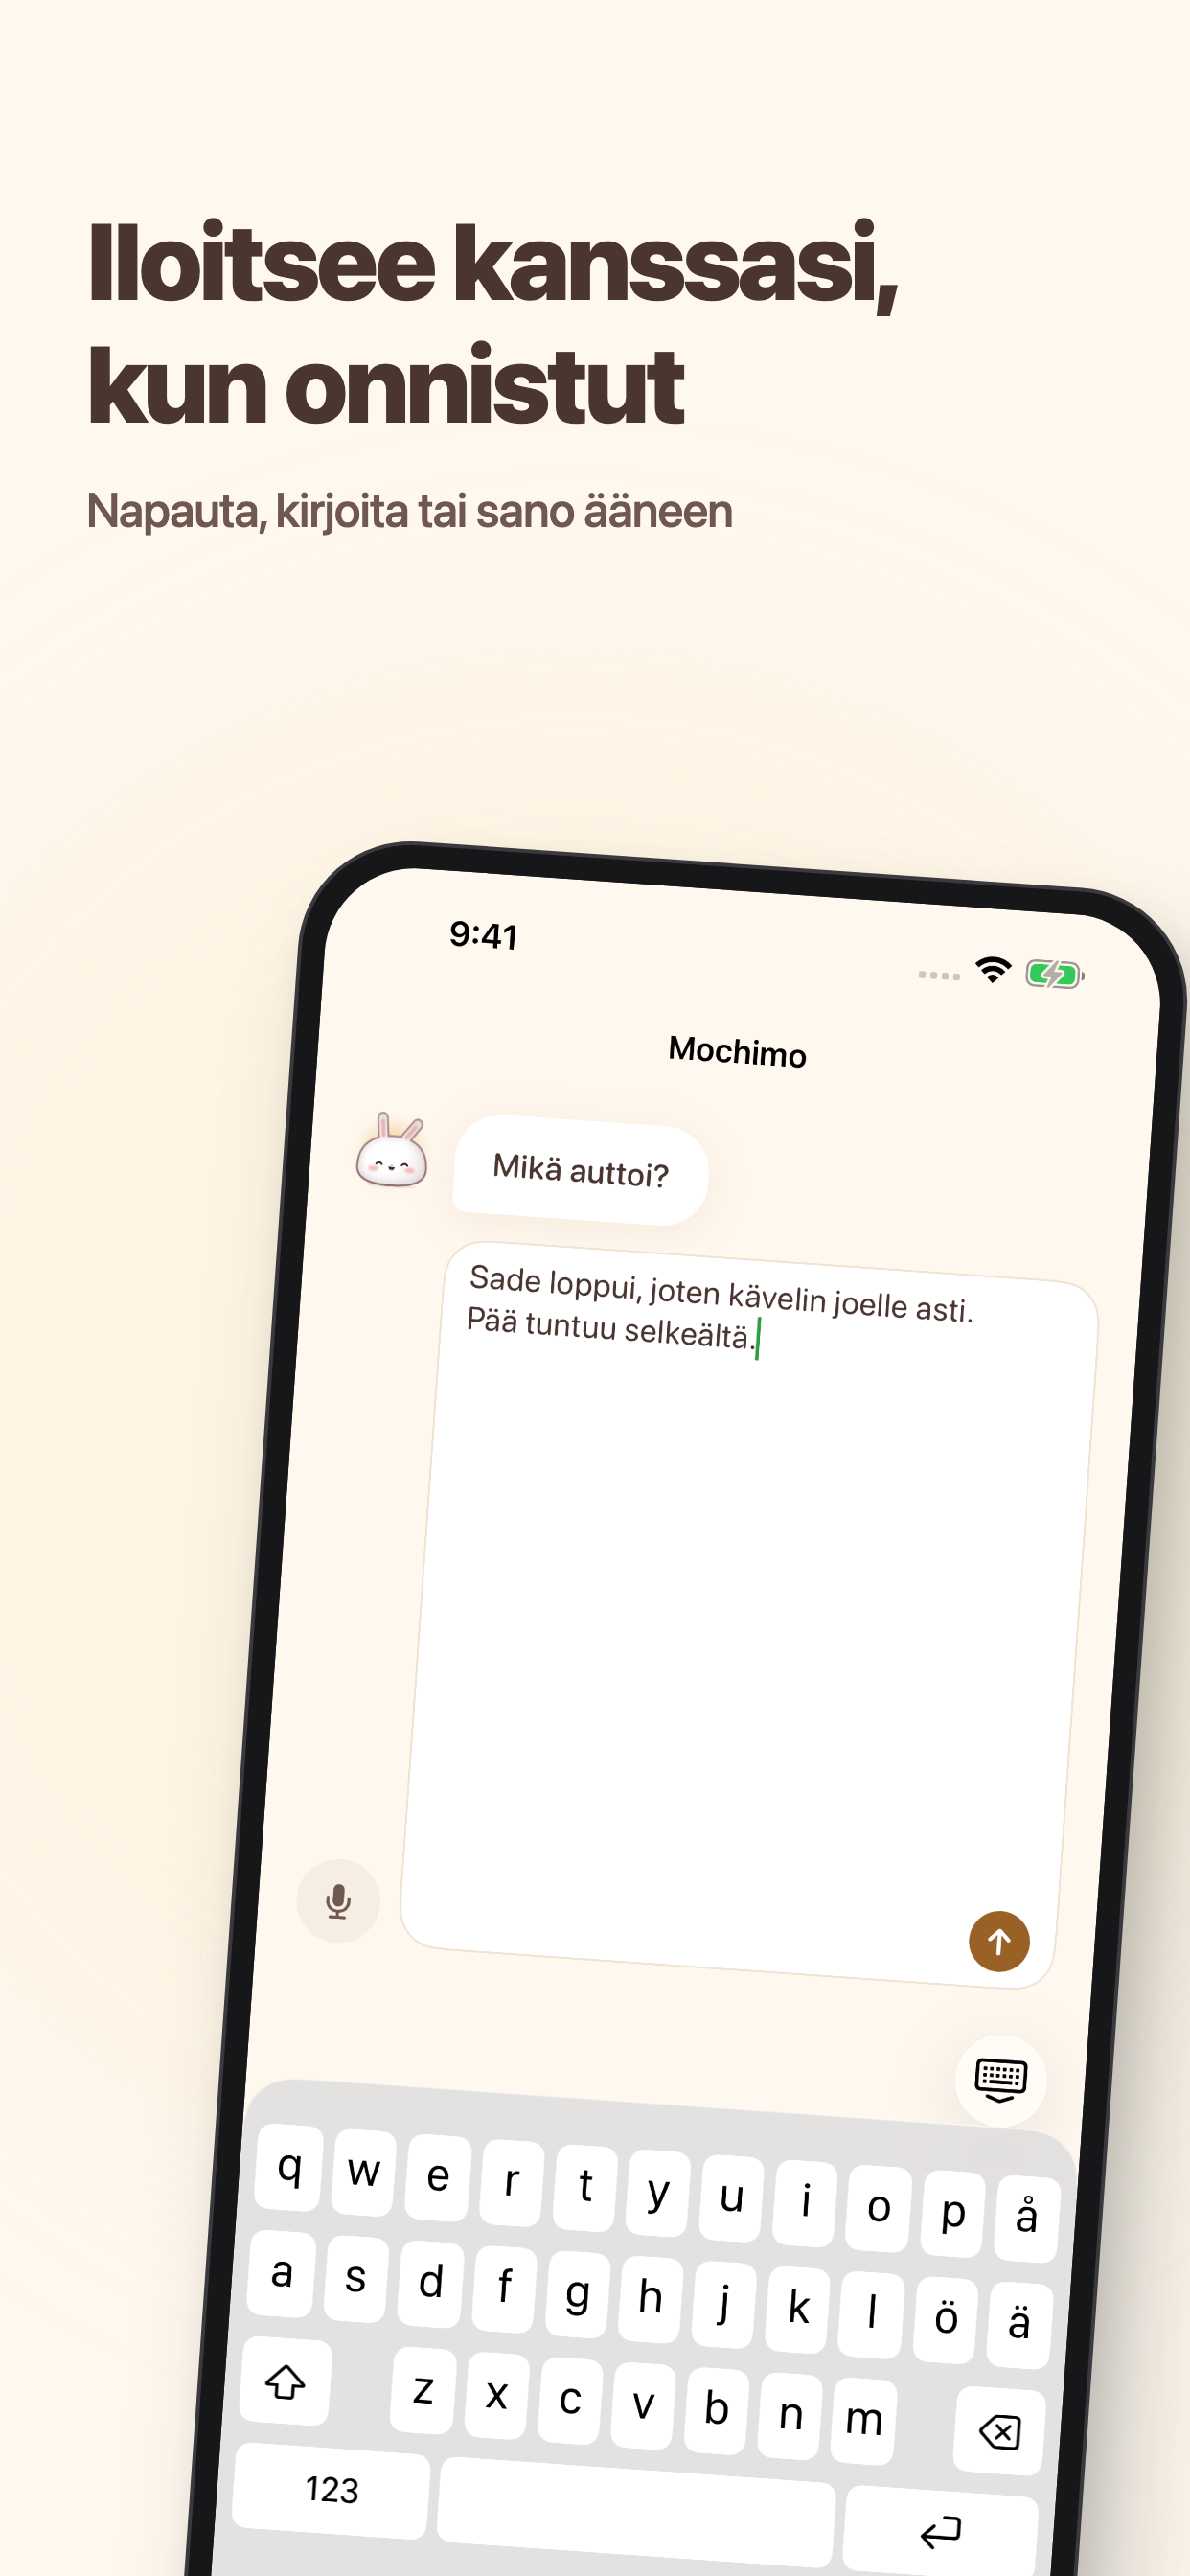 Iloitsee kanssasi,
kun onnistut
Napauta, kirjoita tai sano ääneen
9:41
Mochimo
Mikä auttoi?
Sade loppui, joten kävelin joelle asti.
Pää tuntuu selkeältä.
q w e r t y u i o p å
a s d f g h j k l ö ä
z x c v b n m
123